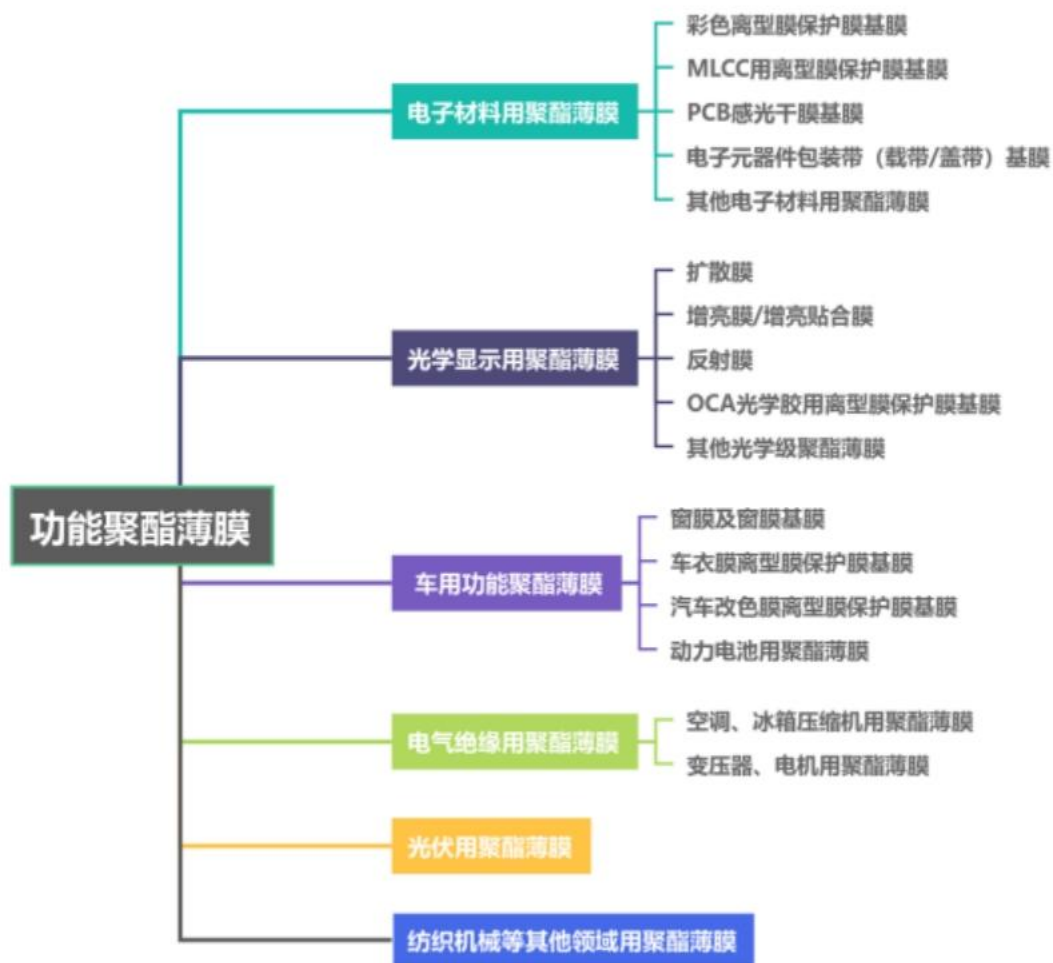 彩色离型膜保护膜基膜
MLCC用离型膜保护膜基膜
电子材料用聚酯薄膜
PCB感光干膜基膜
电子元器件包装带（载带/盖带）基膜
其他电子材料用聚酯薄膜
扩散膜
增亮膜/增亮贴合膜
光学显示用聚酯薄膜
反射膜
OCA光学胶用离型膜保护膜基膜
其他光学级聚酯薄膜
功能聚酯薄膜
窗膜及窗膜基膜
车衣膜离型膜保护膜基膜
车用功能聚酯薄膜
汽车改色膜离型膜保护膜基膜
动力电池用聚酯薄膜
电气绝缘用聚酯薄膜
空调、冰箱压缩机用聚酯薄膜
变压器、电机用聚酯薄膜
光伏用聚酯薄膜
纺织机械等其他领域用聚酯薄膜